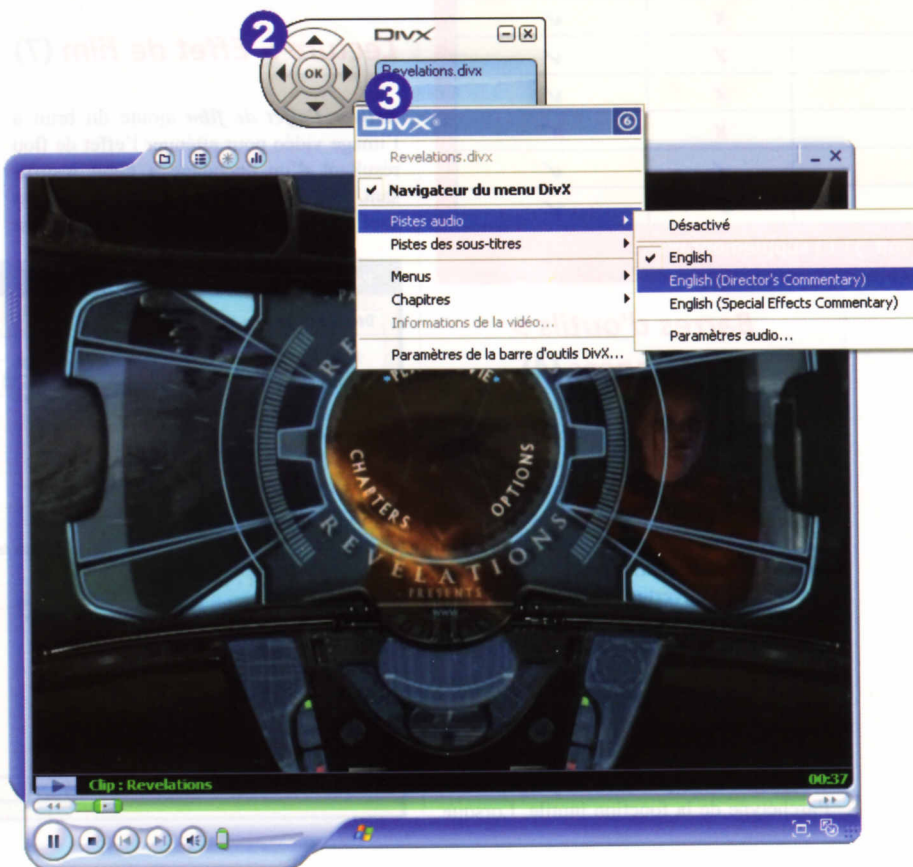 2
DIVX
OK
Revelations.divx
3
DIVX
6
Revelations.divx
Navigateur du menu DivX
Pistes audio
Pistes des sous-titres
Menus
Chapitres
Informations de la vidéo...
Paramètres de la barre d'outils DivX...
Désactivé
English
English (Director's Commentary)
English (Special Effects Commentary)
Paramètres audio...
CHAPTERS
OPTIONS
REVELATIONS
PRESENTS
Clip : Revelations
00:37